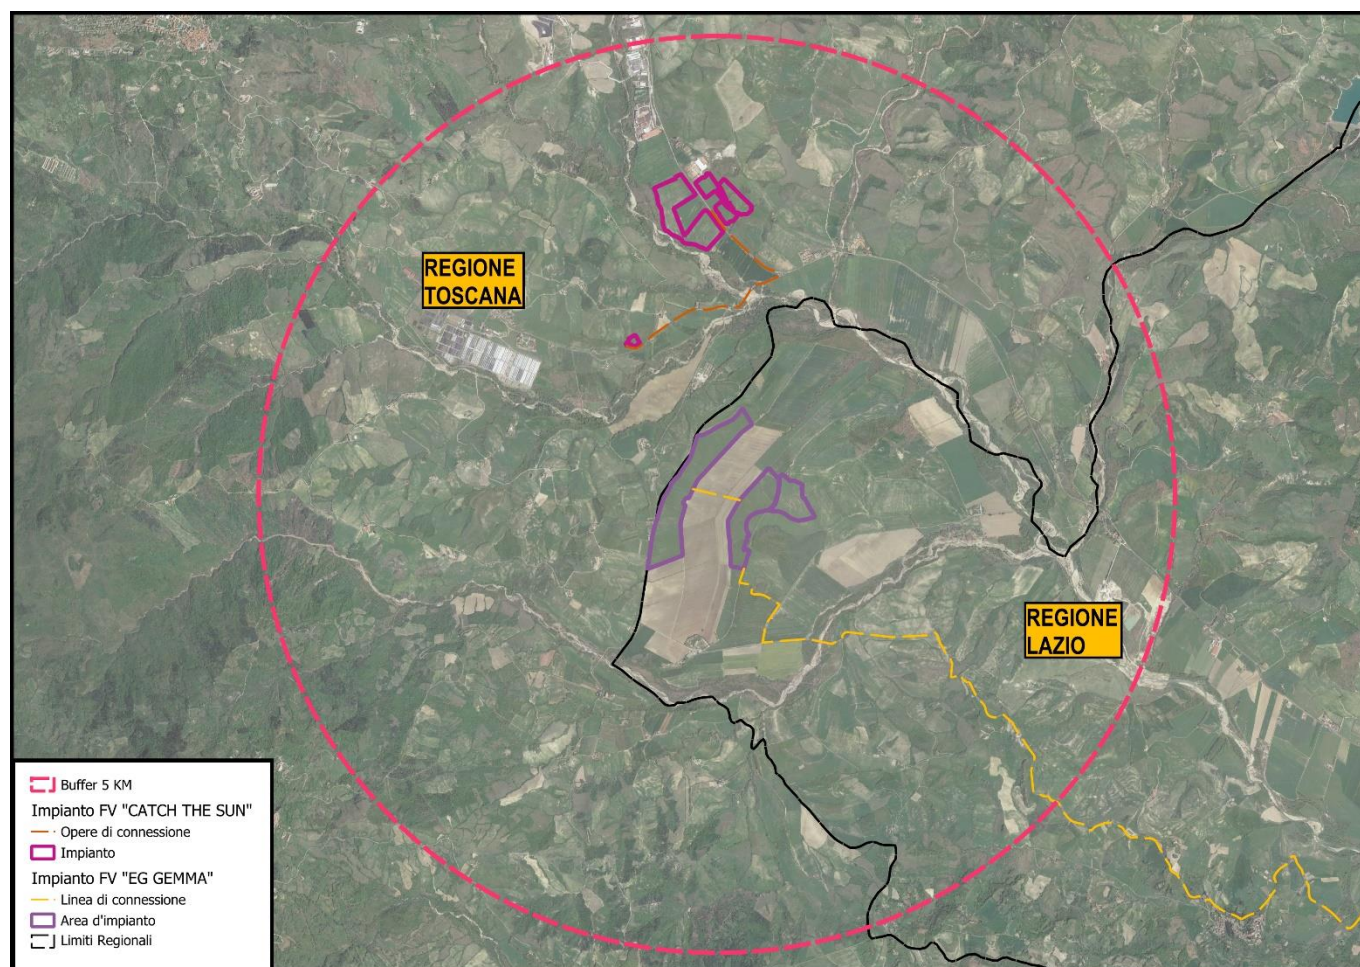 REGIONE
TOSCANA
REGIONE
LAZIO
Buffer 5 KM
Impianto FV "CATCH THE SUN"
Opere di connessione
Impianto
Impianto FV "EG GEMMA"
Linea di connessione
Area d'impianto
Limiti Regionali